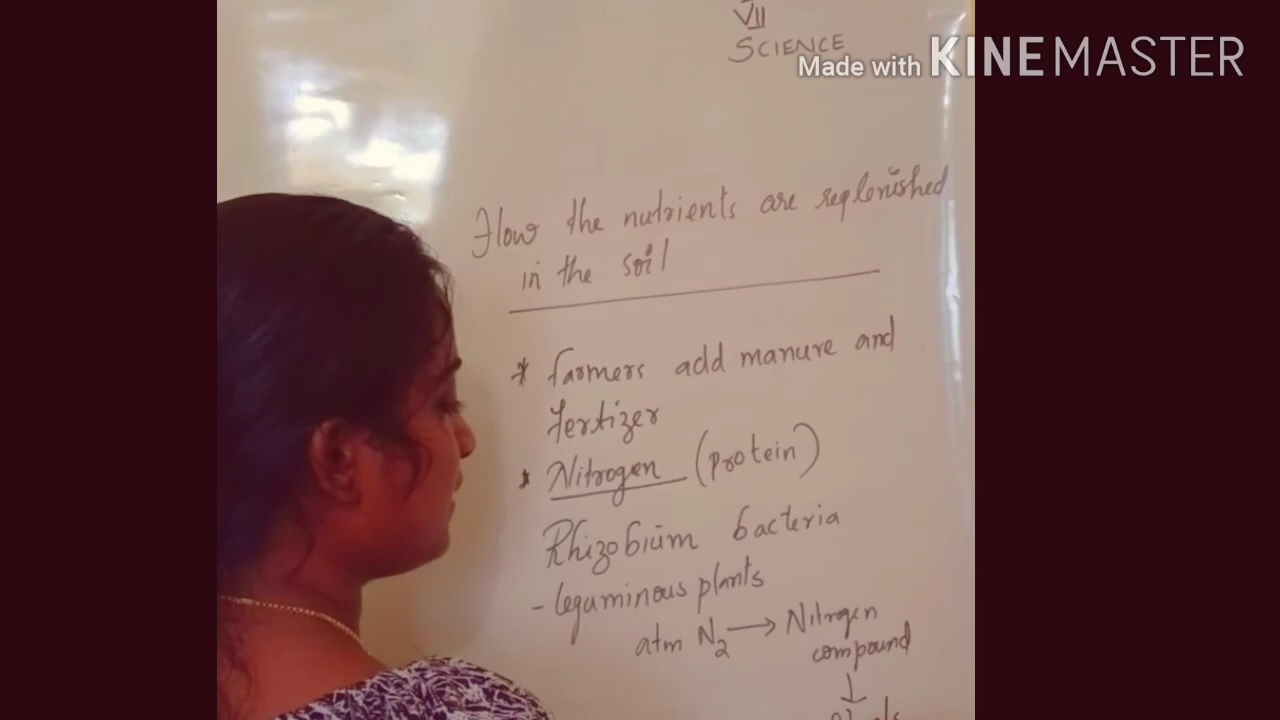 VII
SCIENCE
Made with KINEMASTER
How the nutrients are replenished
in the soil
* farmers add manure and
fertizer
* Nitrogen (protein)
Rhizobium bacteria
- leguminous plants
atm N2 → Nitrogen
compound
↓